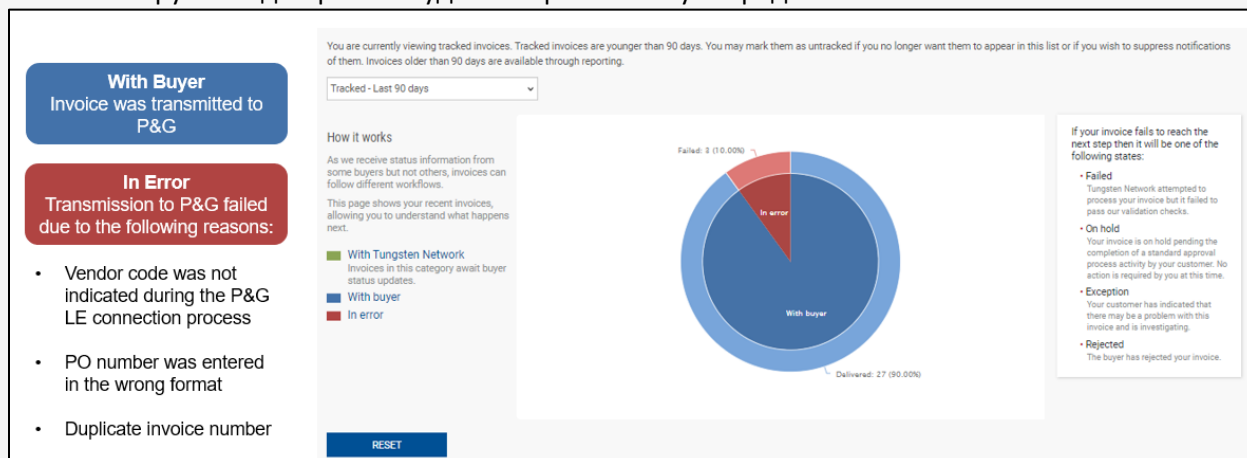 With Buyer
Invoice was transmitted to
P&G
In Error
Transmission to P&G failed
due to the following reasons:
• Vendor code was not
indicated during the P&G
LE connection process
• PO number was entered
in the wrong format
• Duplicate invoice number
You are currently viewing tracked invoices. Tracked invoices are younger than 90 days. You may mark them as untracked if you no longer want them to appear in this list or if you wish to suppress notifications
of them. Invoices older than 90 days are available through reporting.
Tracked - Last 90 days
How it works
As we receive status information from
some buyers but not others, invoices can
follow different workflows.
This page shows your recent invoices,
allowing you to understand what happens
next.
With Tungsten Network
Invoices in this category await buyer
status updates.
With buyer
In error
RESET
Failed: 3 (10.00%)
In error
With buyer
Delivered: 27 (90.00%)
If your invoice fails to reach the
next step then it will be one of the
following states:
• Failed
Tungsten Network attempted to
process your invoice but it failed to
pass our validation checks.
• On hold
Your invoice is on hold pending the
completion of a standard approval
process activity by your customer. No
action is required by you at this time.
• Exception
Your customer has indicated that
there may be a problem with this
invoice and is investigating.
• Rejected
The buyer has rejected your invoice.